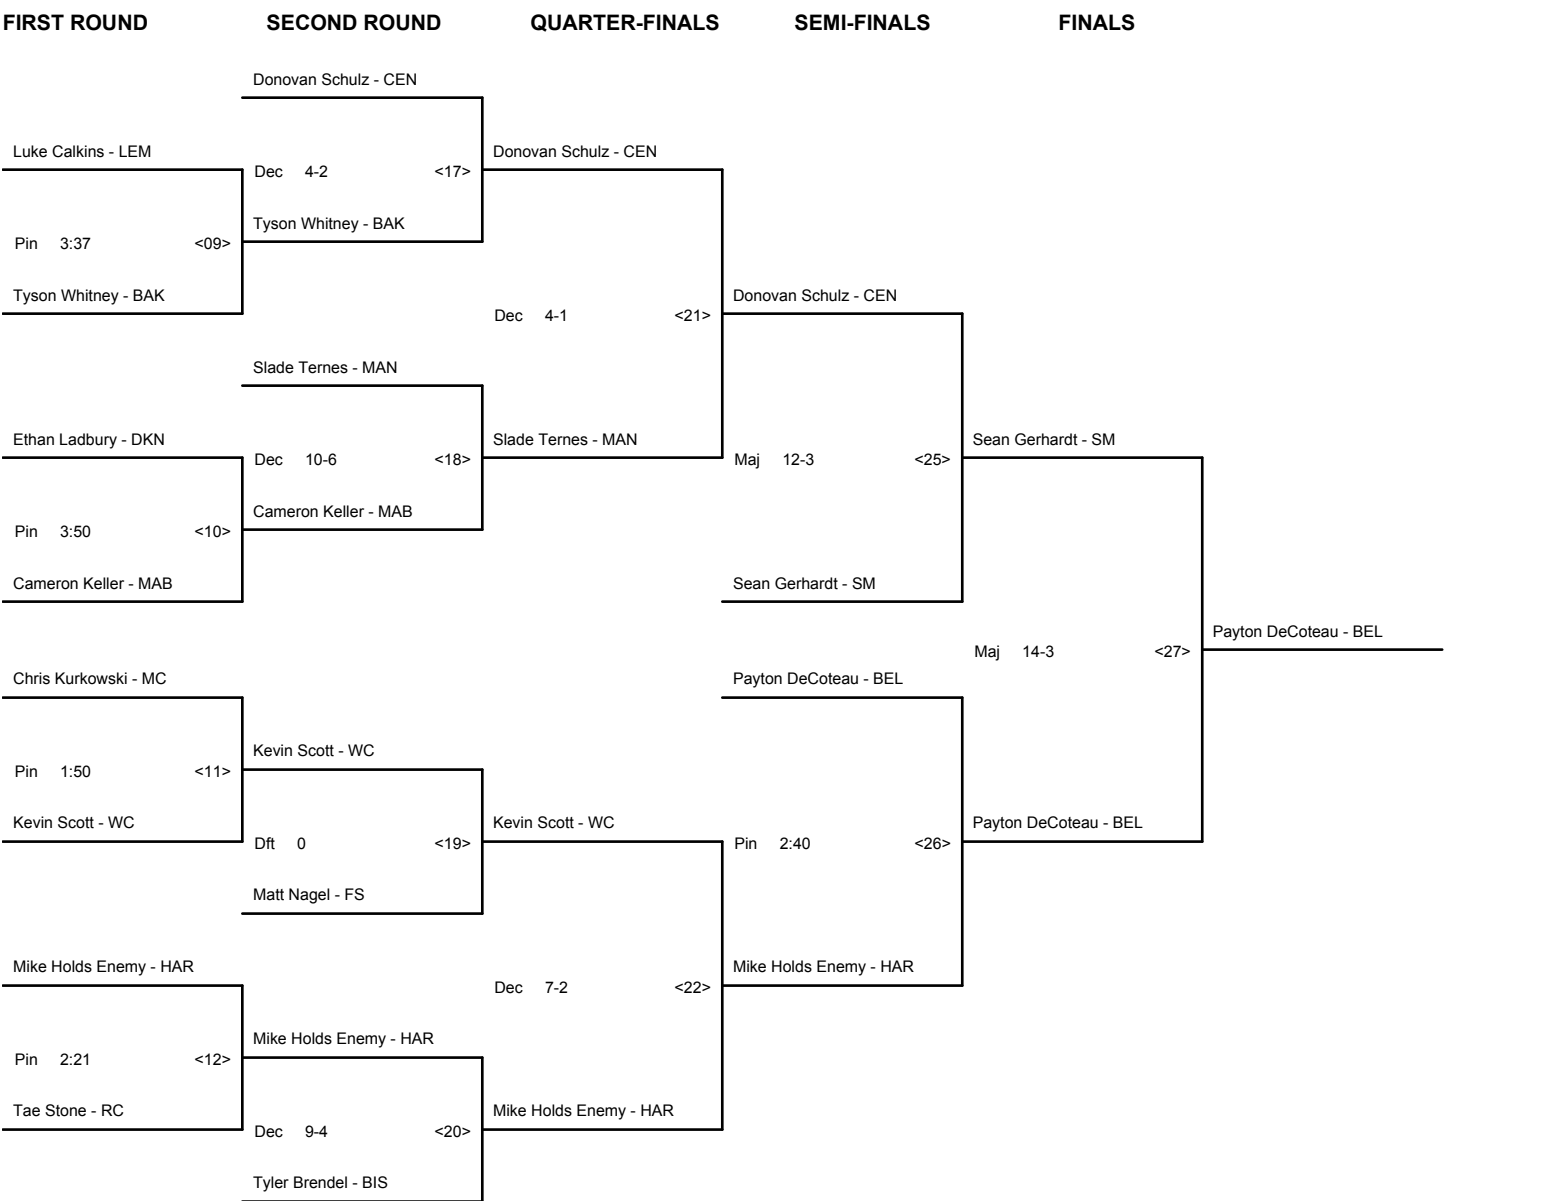 FIRST ROUND SECOND ROUND QUARTER-FINALS SEMI-FINALS FINALS
Donovan Schulz - CEN
Luke Calkins - LEM Donovan Schulz - CEN
Dec 4-2 <17>
Tyson Whitney - BAK
Pin 3:37 <09>
Tyson Whitney - BAK Donovan Schulz - CEN
Dec 4-1 <21>
Slade Ternes - MAN
Ethan Ladbury - DKN Slade Ternes - MAN Sean Gerhardt - SM
Dec 10-6 <18> Maj 12-3 <25>
Cameron Keller - MAB
Pin 3:50 <10>
Cameron Keller - MAB Sean Gerhardt - SM
Payton DeCoteau - BEL
Maj 14-3 <27>
Chris Kurkowski - MC Payton DeCoteau - BEL
Kevin Scott - WC
Pin 1:50 <11>
Kevin Scott - WC Kevin Scott - WC Payton DeCoteau - BEL
Dft 0 <19> Pin 2:40 <26>
Matt Nagel - FS
Mike Holds Enemy - HAR Mike Holds Enemy - HAR
Dec 7-2 <22>
Mike Holds Enemy - HAR
Pin 2:21 <12>
Tae Stone - RC Mike Holds Enemy - HAR
Dec 9-4 <20>
Tyler Brendel - BIS